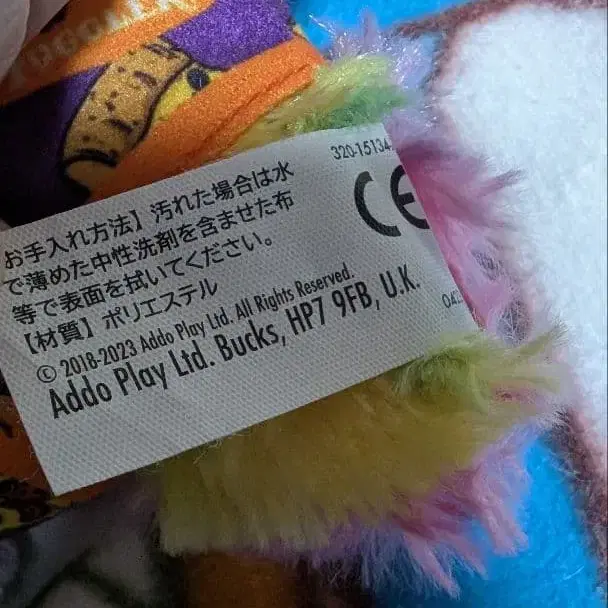 320-1513
お手入れ方法】汚れた場合は水
で薄めた中性洗剤を含ませた布
等で表面を拭いてください。
【材質】ポリエステル
CE
© 2018-2023 Addo Play Ltd. All Rights Reserved.
Addo Play Ltd. Bucks, HP7 9FB, U.K.